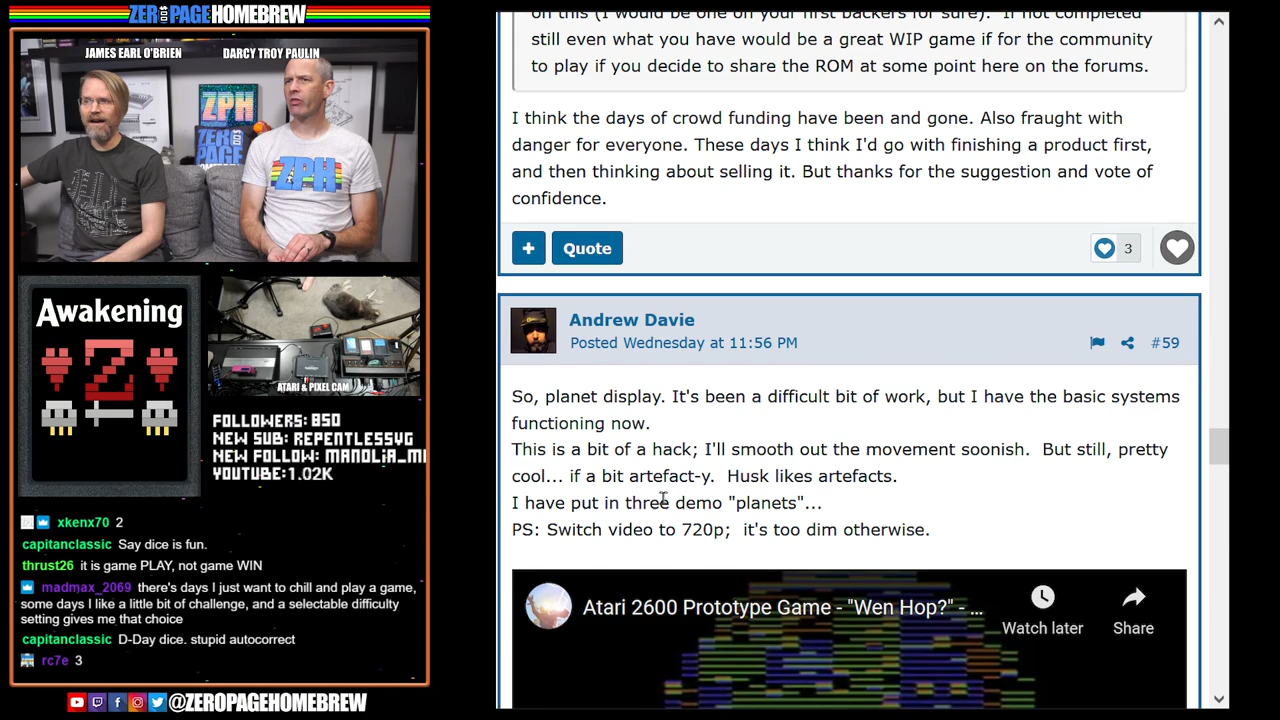 ZERO PAGE HOMEBREW
JAMES EARL O'BRIEN
DARCY TROY PAULIN
ZPH
ZERO
PAGE
ZPH
Awakening
ATARI & PIXEL CAM
FOLLOWERS: 850
NEW SUB: REPENTLESSVG
NEW FOLLOW: MANOLIA_M
YOUTUBE:1.02K
xkenx70 2
capitanclassic Say dice is fun.
thrust26 it is game PLAY, not game WIN
madmax_2069 there's days I just want to chill and play a game,
some days I like a little bit of challenge, and a selectable difficulty
setting gives me that choice
capitanclassic D-Day dice. stupid autocorrect
rc7e 3
@ZEROPAGEHOMEBREW
on this (I would be one on your first backers for sure). If not completed
still even what you have would be a great WIP game if for the community
to play if you decide to share the ROM at some point here on the forums.
I think the days of crowd funding have been and gone. Also fraught with
danger for everyone. These days I think I'd go with finishing a product first,
and then thinking about selling it. But thanks for the suggestion and vote of
confidence.
+ Quote
3
Andrew Davie
Posted Wednesday at 11:56 PM
#59
So, planet display. It's been a difficult bit of work, but I have the basic systems
functioning now.
This is a bit of a hack; I'll smooth out the movement soonish. But still, pretty
cool... if a bit artefact-y. Husk likes artefacts.
I have put in three demo "planets"...
PS: Switch video to 720p; it's too dim otherwise.
Atari 2600 Prototype Game - "Wen Hop?" - ...
Watch later
Share